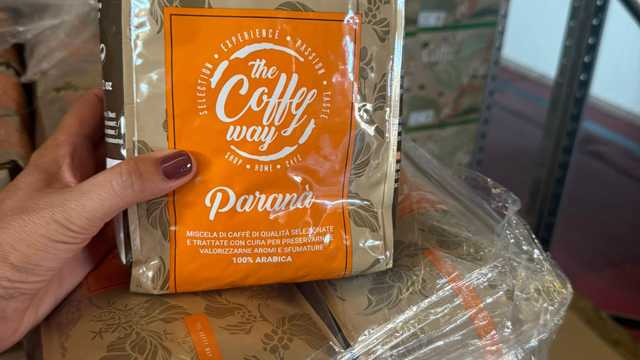 SELECTION • EXPERIENCE • PASSION • TASTE
the
Coffy
way
SHOP • HOME • CAFÈ
Paranà
MISCELA DI CAFFÈ DI QUALITÀ SELEZIONATE
E TRATTATE CON CURA PER PRESERVARNE E
VALORIZZARNE AROMI E SFUMATURE
100% ARABICA